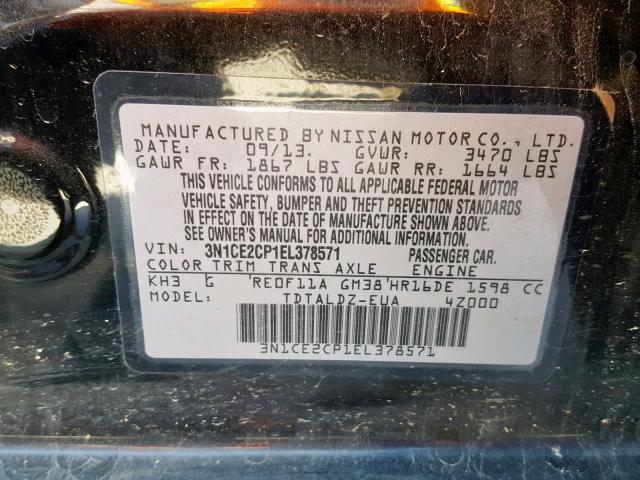 MANUFACTURED BY NISSAN MOTOR CO., LTD.
DATE: 09/13. GVWR: 3470 LBS
GAWR FR: 1867 LBS GAWR RR: 1664 LBS
THIS VEHICLE CONFORMS TO ALL APPLICABLE FEDERAL MOTOR
VEHICLE SAFETY, BUMPER AND THEFT PREVENTION STANDARDS
IN EFFECT ON THE DATE OF MANUFACTURE SHOWN ABOVE.
SEE OWNER'S MANUAL FOR ADDITIONAL INFORMATION.
VIN: 3N1CE2CP1EL378571 PASSENGER CAR.
COLOR TRIM TRANS AXLE ENGINE
KH3 G 'RE0F11A GM38'HR16DE 1598 CC
MODEL: TDTALDZ-EUA 4Z000
3N1CE2CP1EL378571